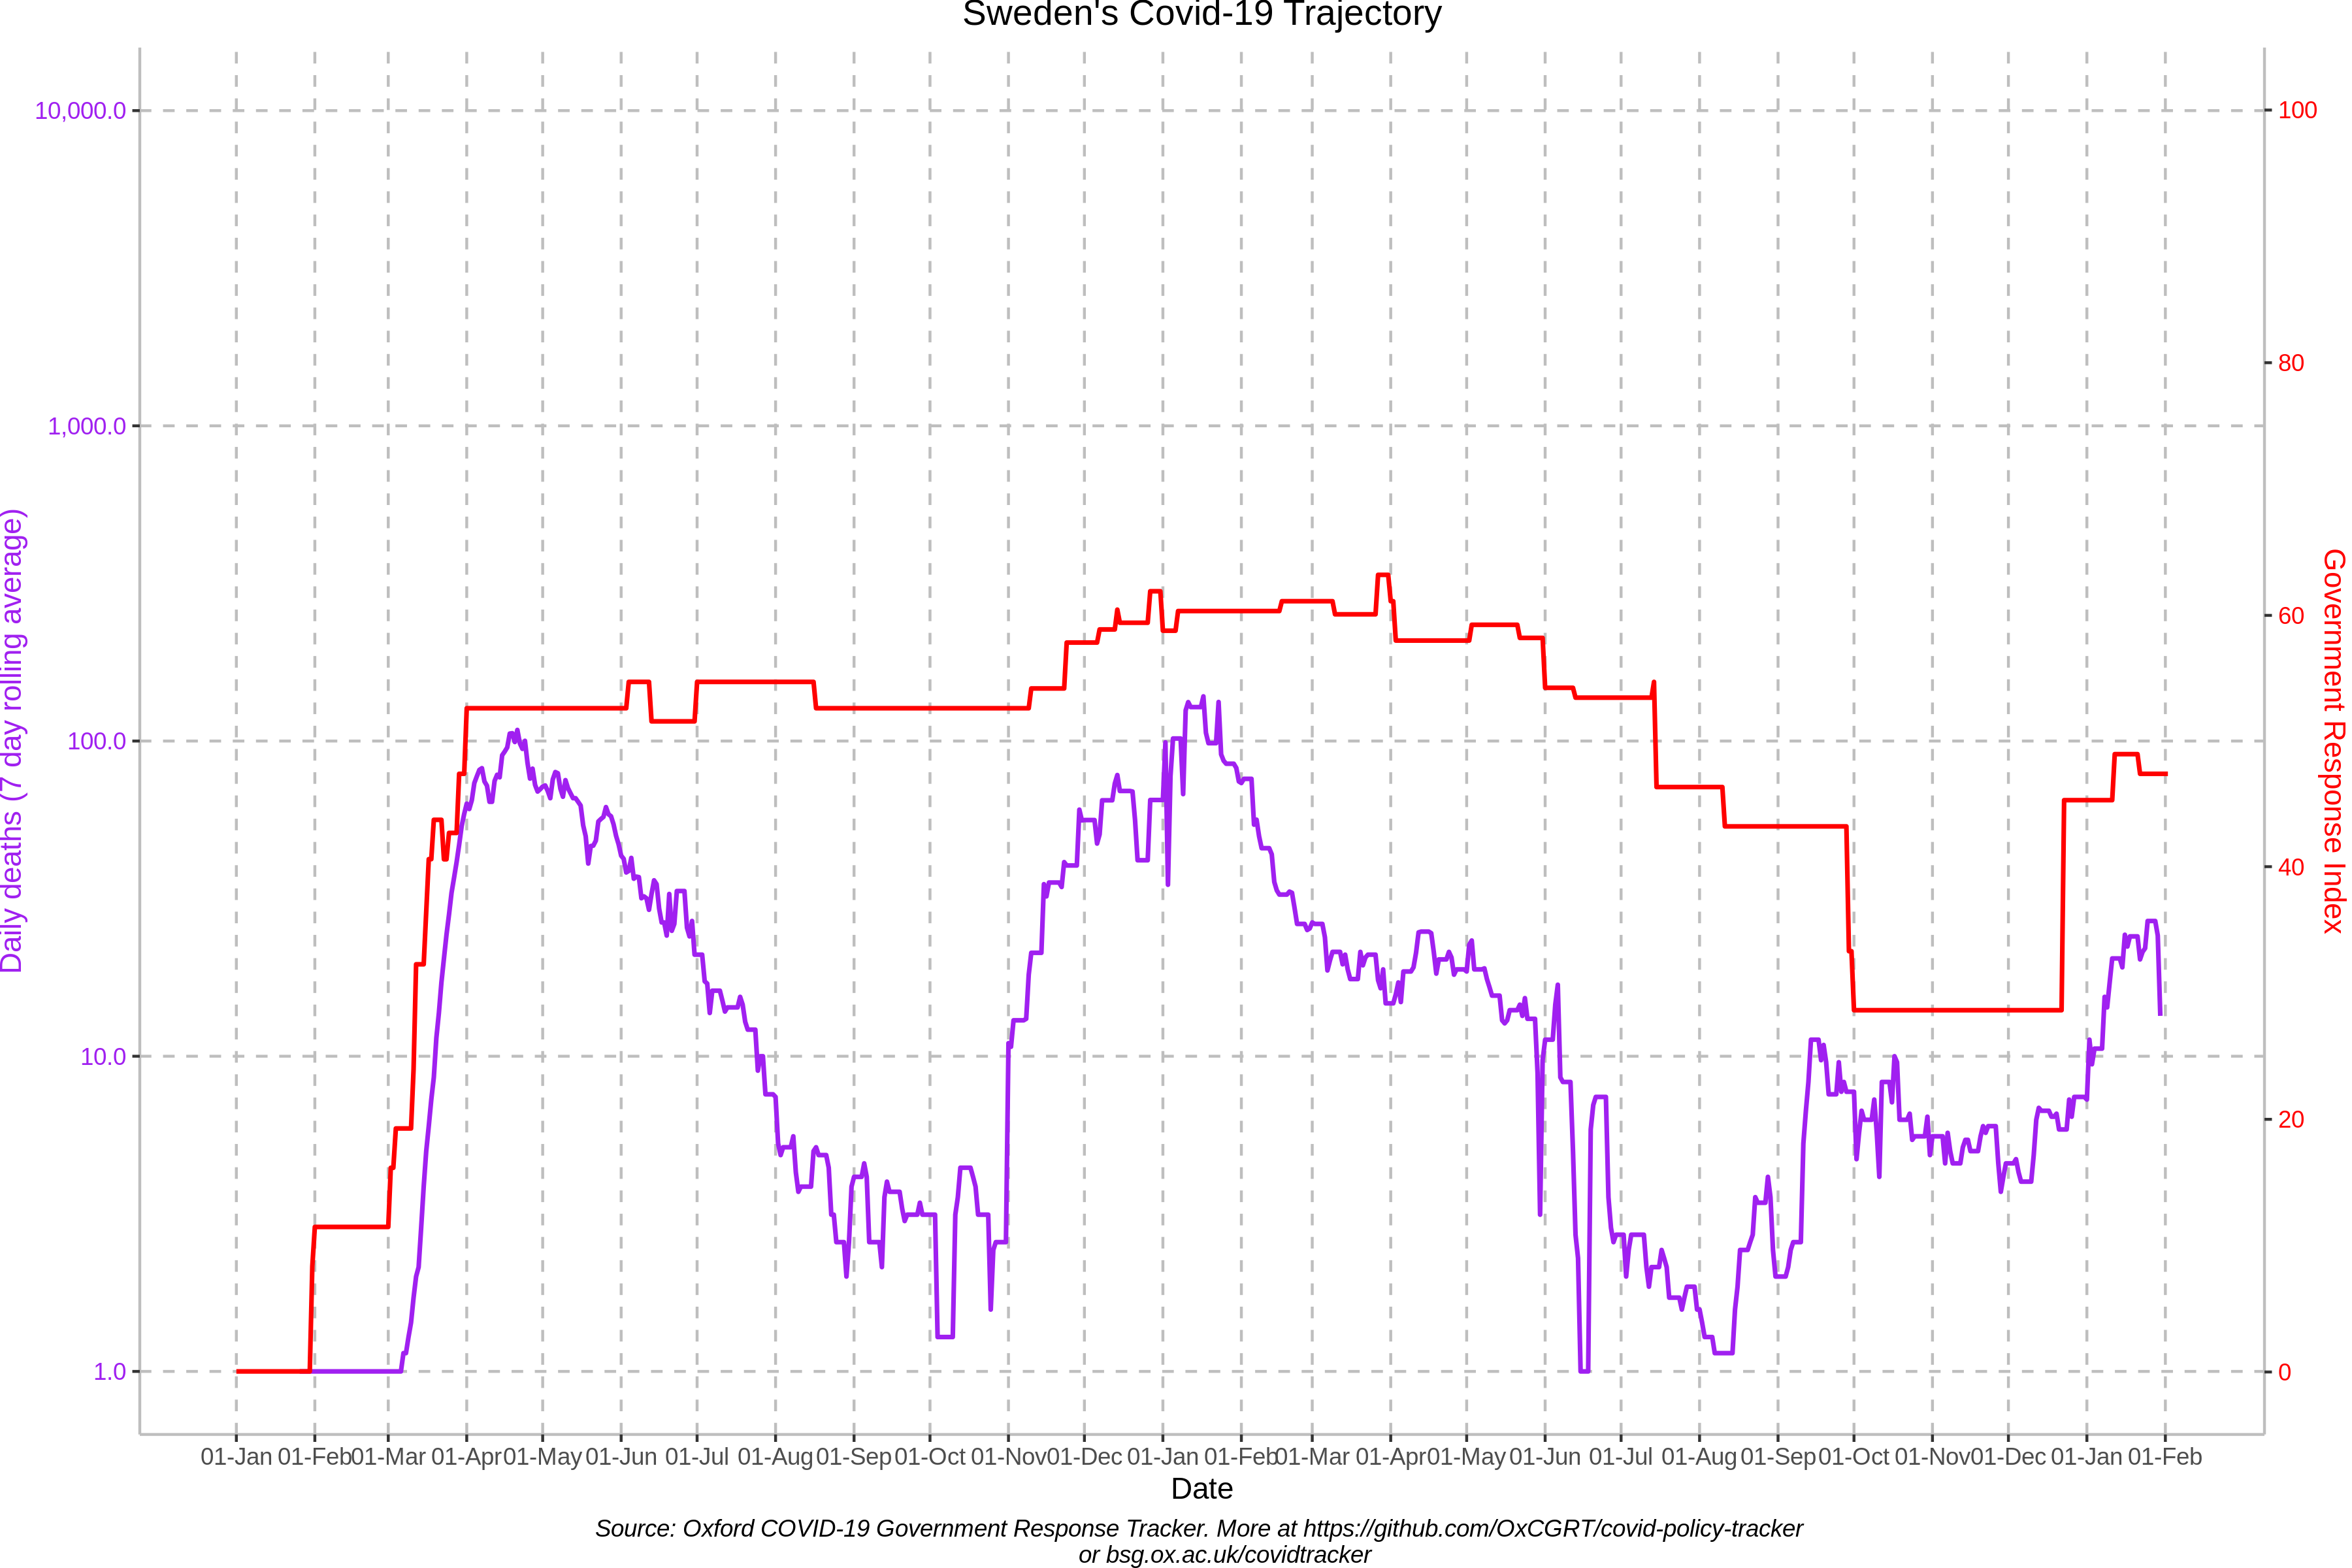 Sweden's Covid-19 Trajectory
10,000.0
1,000.0
100.0
10.0
1.0
Daily deaths (7 day rolling average)
100
80
60
40
20
0
Government Response Index
01-Jan 01-Feb 01-Mar 01-Apr 01-May 01-Jun 01-Jul 01-Aug 01-Sep 01-Oct 01-Nov 01-Dec 01-Jan 01-Feb 01-Mar 01-Apr 01-May 01-Jun 01-Jul 01-Aug 01-Sep 01-Oct 01-Nov 01-Dec 01-Jan 01-Feb
Date
Source: Oxford COVID-19 Government Response Tracker. More at https://github.com/OxCGRT/covid-policy-tracker
or bsg.ox.ac.uk/covidtracker